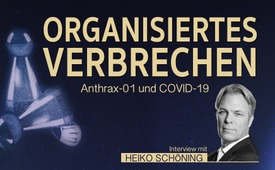 ORGANISIERTES
VERBRECHEN
Anthrax-01 und COVID-19
Interview mit
HEIKO SCHÖNING